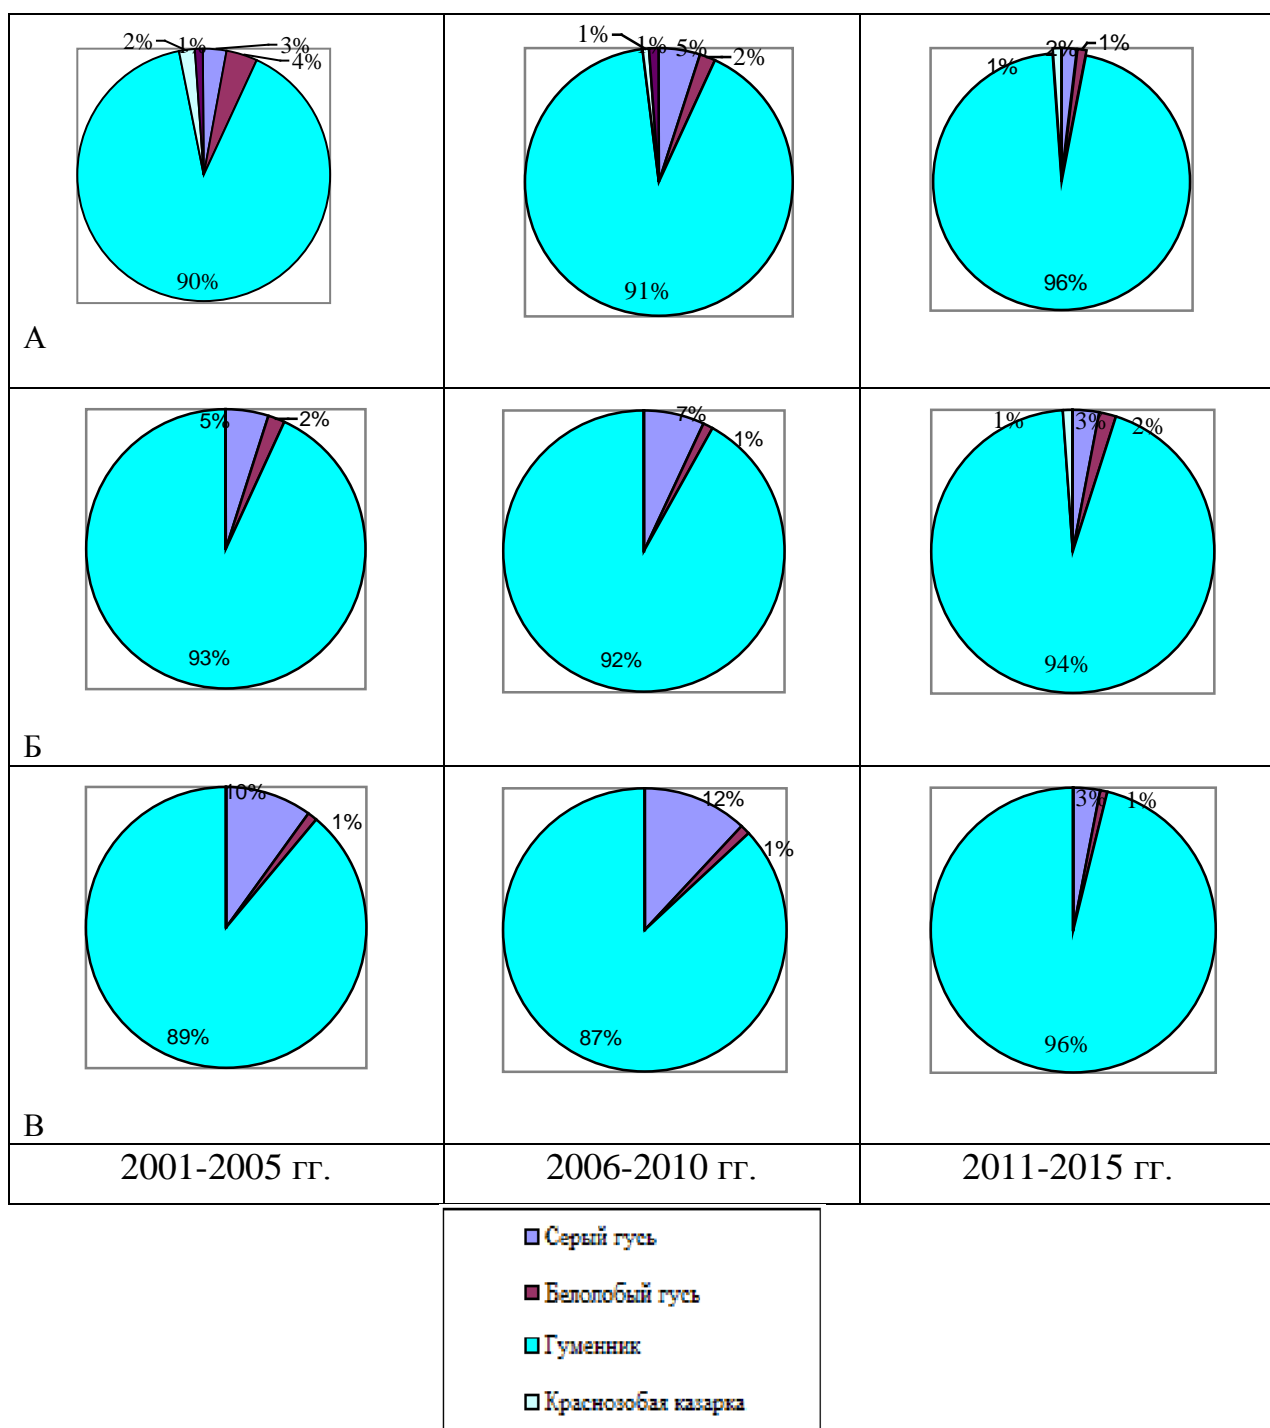 2% 1% 3%
4%
90%
А
1% 1% 5% 2%
91%
2% 1%
1%
96%
5% 2%
93%
Б
7%
1%
92%
1% 3% 2%
94%
10%
1%
89%
В
12%
1%
87%
3% 1%
96%
2001-2005 гг. 2006-2010 гг. 2011-2015 гг.
Серый гусь
Белолобый гусь
Гуменник
Краснозобая казарка